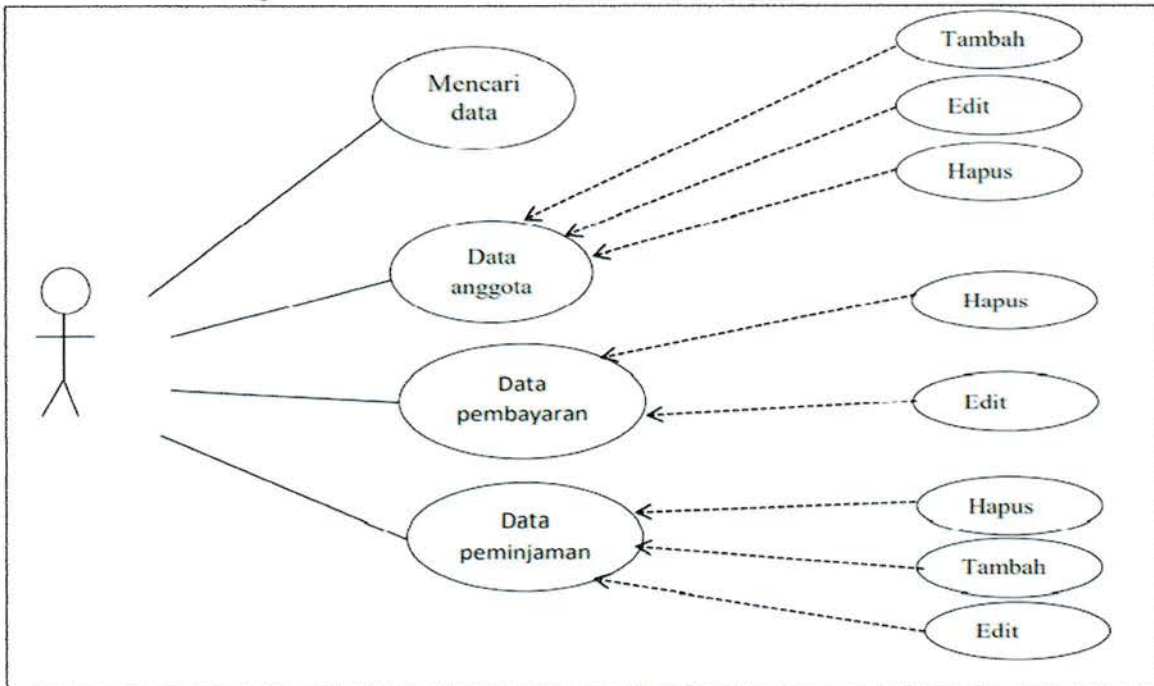 Tambah
Mencari
data
Edit
Hapus
Data
anggota
Hapus
Data
pembayaran
Edit
Hapus
Data
peminjaman
Tambah
Edit